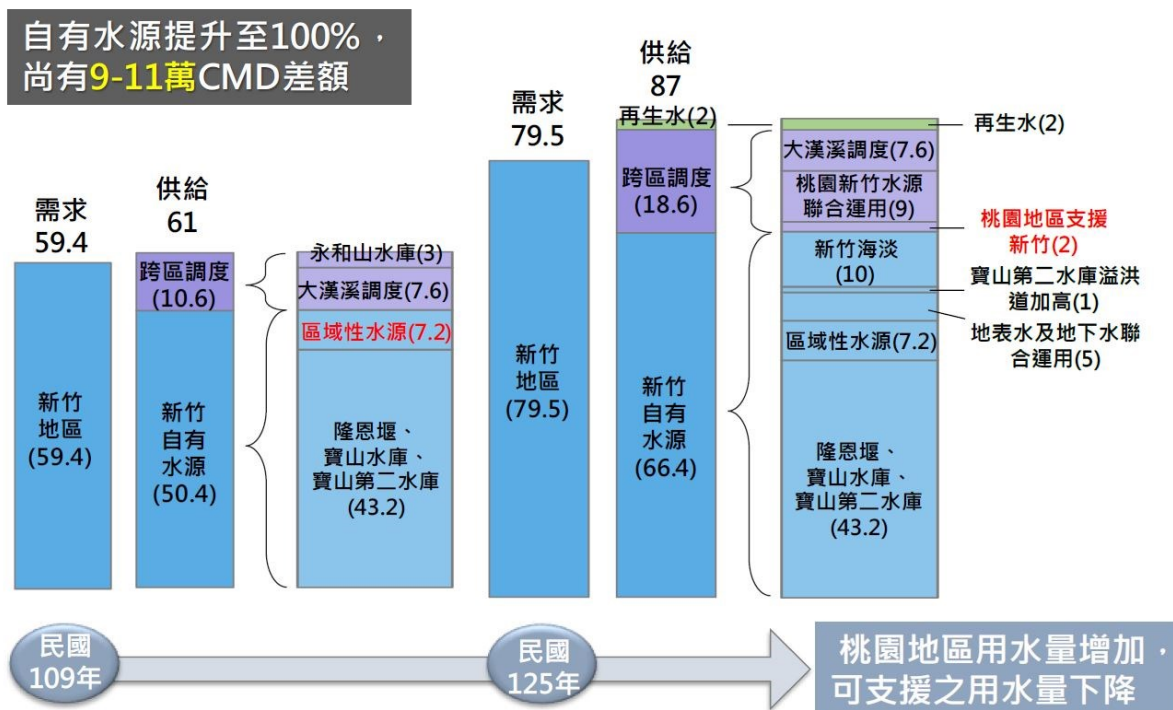 自有水源提升至100%，
尚有9-11萬CMD差額
需求
59.4
新竹
地區
(59.4)
供給
61
跨區調度
(10.6)
新竹
自有
水源
(50.4)
永和山水庫(3)
大漢溪調度(7.6)
區域性水源(7.2)
隆恩堰、
寶山水庫、
寶山第二水庫
(43.2)
需求
79.5
新竹
地區
(79.5)
供給
87
再生水(2)
跨區調度
(18.6)
新竹
自有
水源
(66.4)
大漢溪調度(7.6)
桃園新竹水源
聯合運用(9)
新竹海淡
(10)
區域性水源(7.2)
隆恩堰、
寶山水庫、
寶山第二水庫
(43.2)
再生水(2)
桃園地區支援
新竹(2)
寶山第二水庫溢洪
道加高(1)
地表水及地下水聯
合運用(5)
民國
109年
民國
125年
桃園地區用水量增加，
可支援之用水量下降